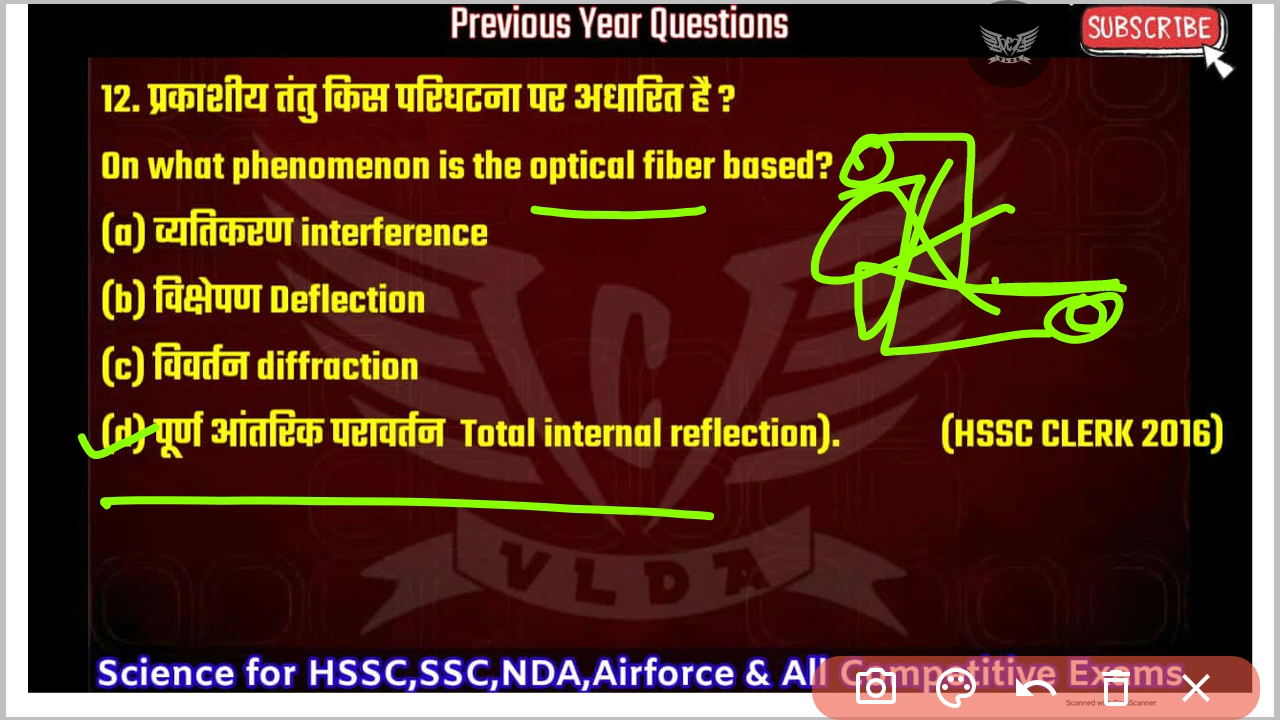 Previous Year Questions
SUBSCRIBE
12. प्रकाशीय तंतु किस परिघटना पर अधारित है ?
On what phenomenon is the optical fiber based?
(a) व्यतिकरण interference
(b) विक्षेपण Deflection
(c) विवर्तन diffraction
(d) पूर्ण आंतरिक परावर्तन Total internal reflection).
(HSSC CLERK 2016)
VLDA
Science for HSSC,SSC,NDA,Airforce & All Competitive Exams